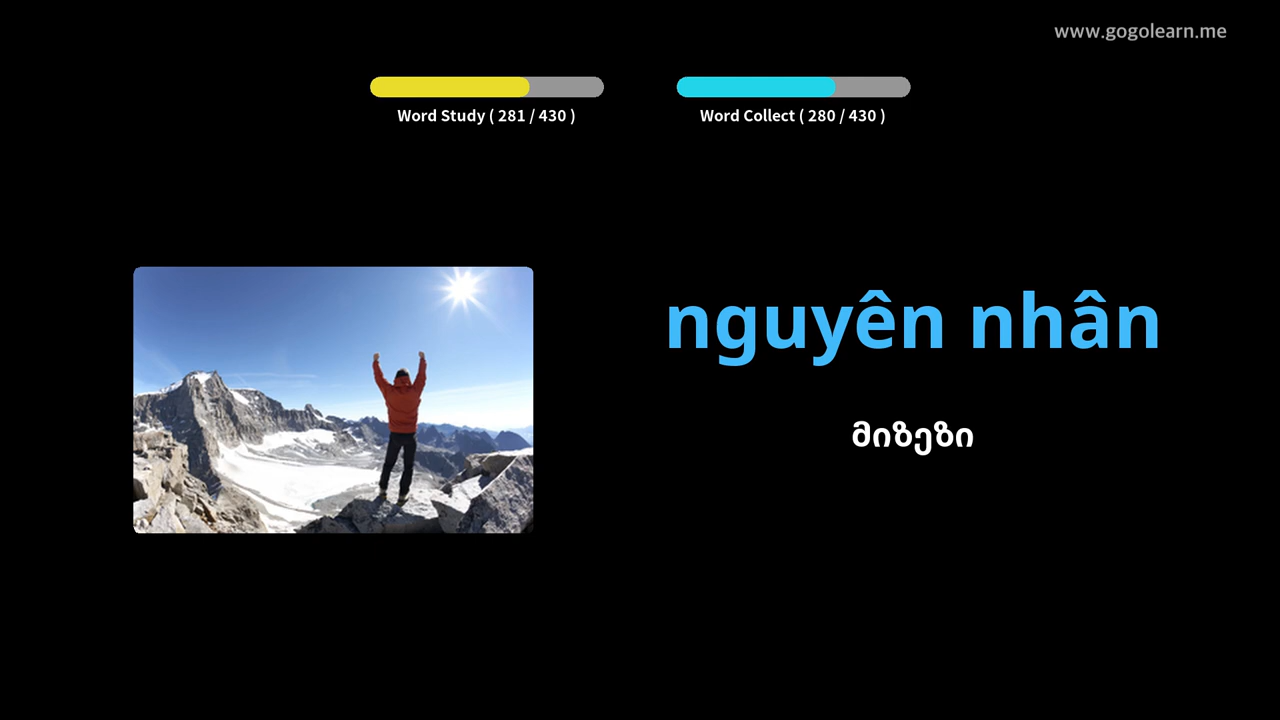 www.gogolearn.me
Word Study ( 281 / 430 )
Word Collect ( 280 / 430 )
nguyên nhân
მიზეზი